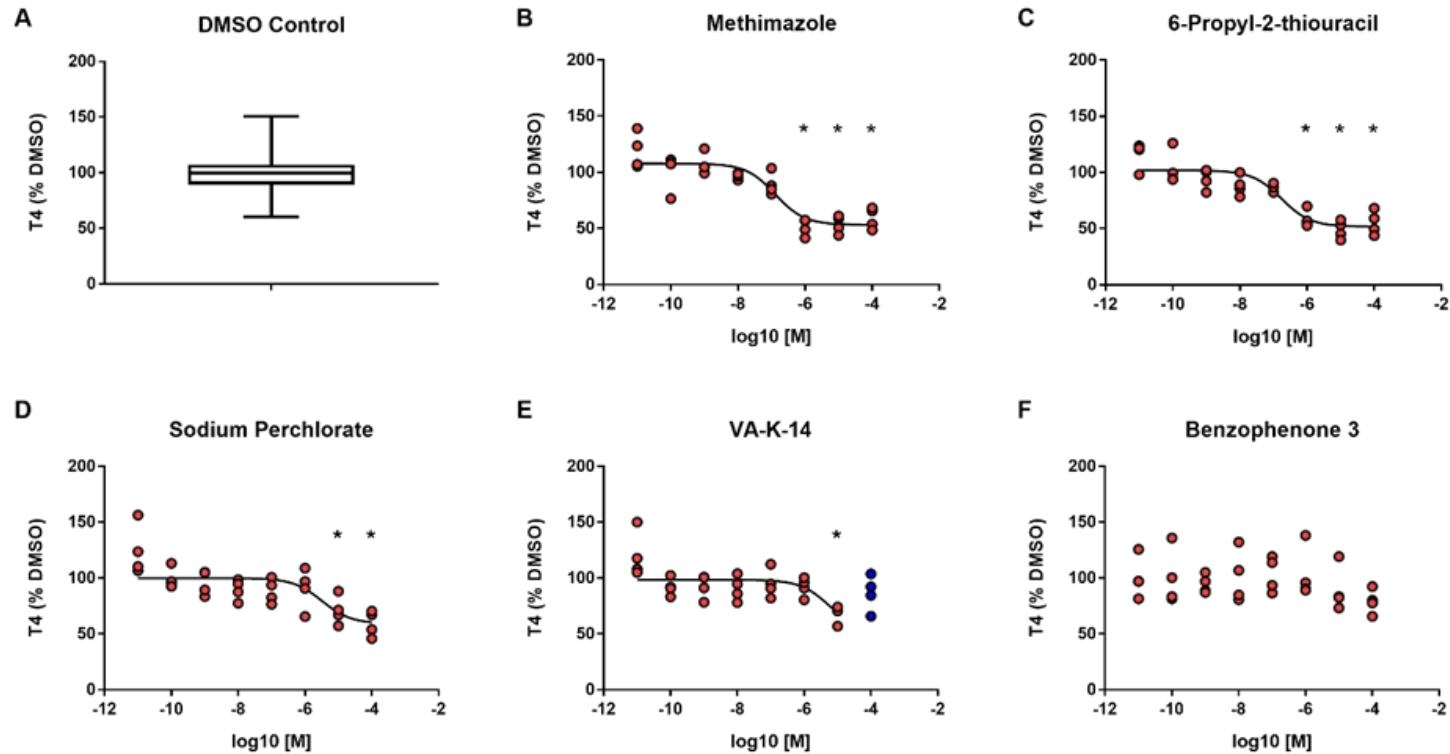 A
DMSO Control
T4 (% DMSO)
200
150
100
50
0
B
Methimazole
T4 (% DMSO)
200
150
100
50
0
* * *
-12 -10 -8 -6 -4 -2
log10 [M]
C
6-Propyl-2-thiouracil
T4 (% DMSO)
200
150
100
50
0
* * *
-12 -10 -8 -6 -4 -2
log10 [M]
D
Sodium Perchlorate
T4 (% DMSO)
200
150
100
50
0
* *
-12 -10 -8 -6 -4 -2
log10 [M]
E
VA-K-14
T4 (% DMSO)
200
150
100
50
0
*
-12 -10 -8 -6 -4 -2
log10 [M]
F
Benzophenone 3
T4 (% DMSO)
200
150
100
50
0
-12 -10 -8 -6 -4 -2
log10 [M]